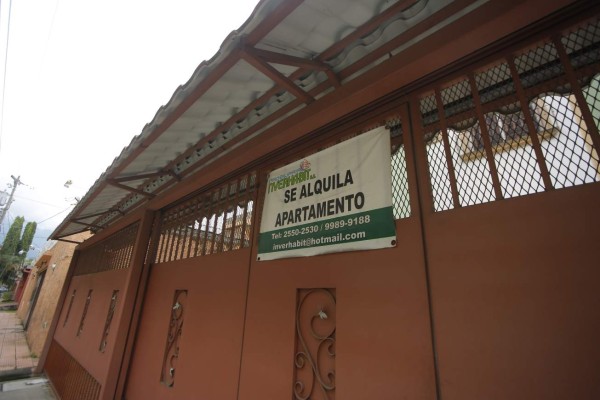 INVERHABIT S.A.
SE ALQUILA
APARTAMENTO
Tel: 2550-2530 / 9989-9188
inverhabit@hotmail.com